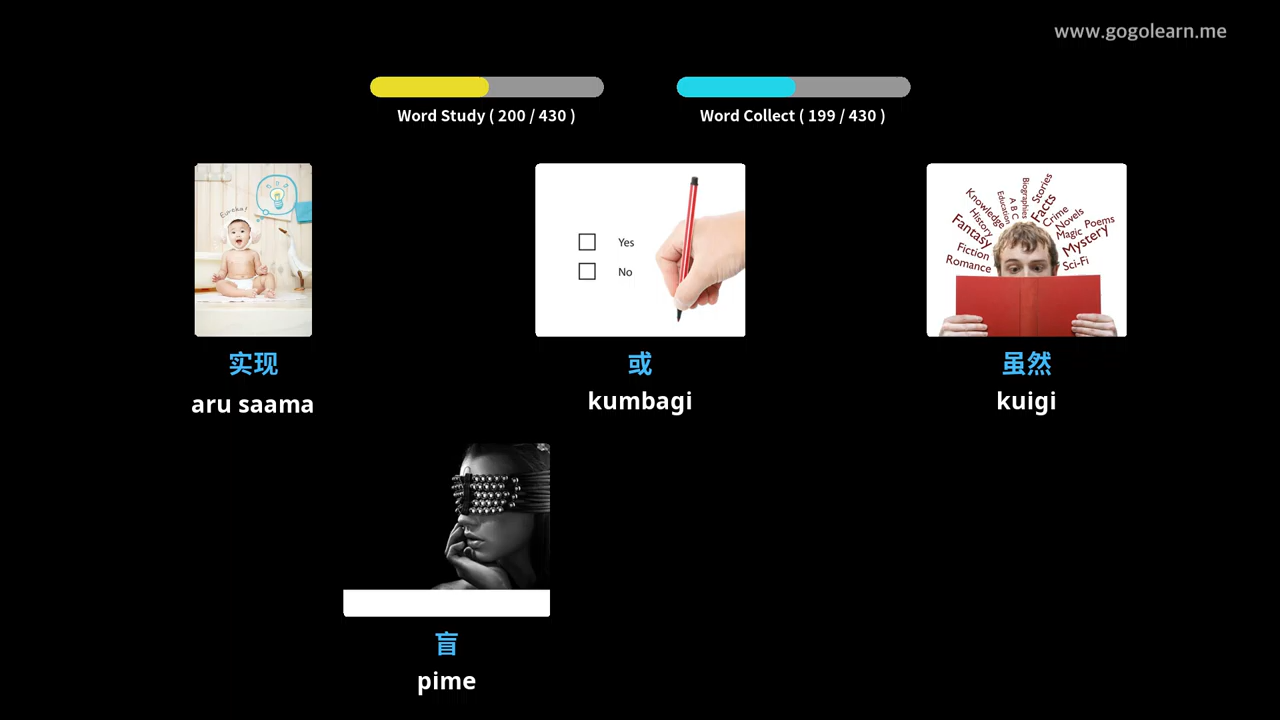 www.gogolearn.me
Word Study ( 200 / 430 )
Word Collect ( 199 / 430 )
Eureka!
Yes
No
Knowledge
History
Fantasy
Fiction
Romance
Education
A B C
Biographies
Stories
Facts
Crime
Novels
Magic
Poems
Mystery
Sci-Fi
实现
或
虽然
aru saama
kumbagi
kuigi
盲
pime